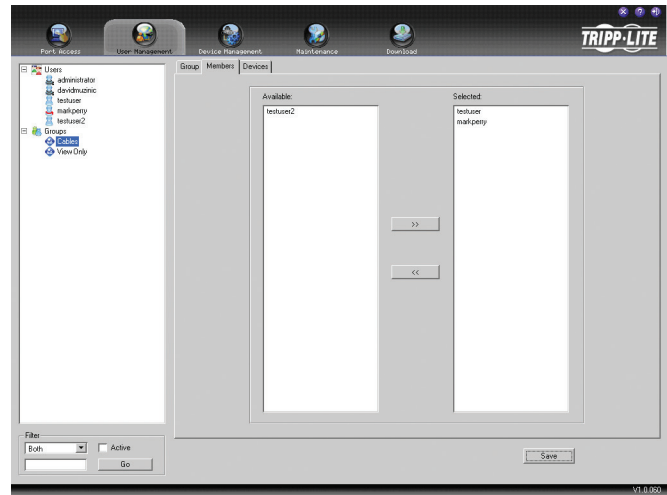 TRIPP·LITE
Port Access
User Management
Device Management
Maintenance
Download
Users
administrator
davidmuzinic
testuser
markperry
testuser2
Groups
Cables
View Only
Group
Members
Devices
Available:
testuser2
Selected:
testuser
markperry
>>
<<
Filter
Both
Active
Go
Save
V1.0.060